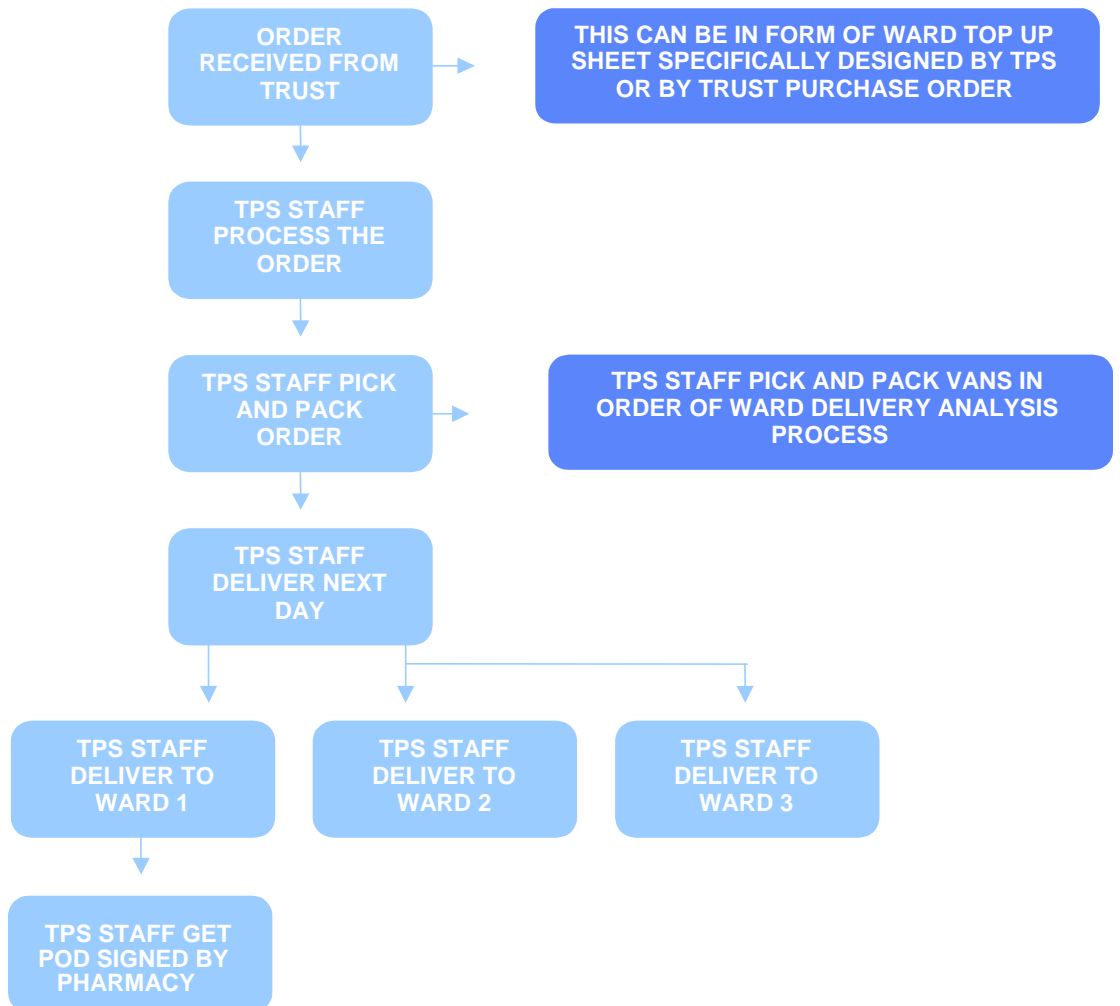 ORDER
RECEIVED FROM
TRUST
THIS CAN BE IN FORM OF WARD TOP UP
SHEET SPECIFICALLY DESIGNED BY TPS
OR BY TRUST PURCHASE ORDER
TPS STAFF
PROCESS THE
ORDER
TPS STAFF PICK
AND PACK
ORDER
TPS STAFF PICK AND PACK VANS IN
ORDER OF WARD DELIVERY ANALYSIS
PROCESS
TPS STAFF
DELIVER NEXT
DAY
TPS STAFF
DELIVER TO
WARD 1
TPS STAFF
DELIVER TO
WARD 2
TPS STAFF
DELIVER TO
WARD 3
TPS STAFF GET
POD SIGNED BY
PHARMACY